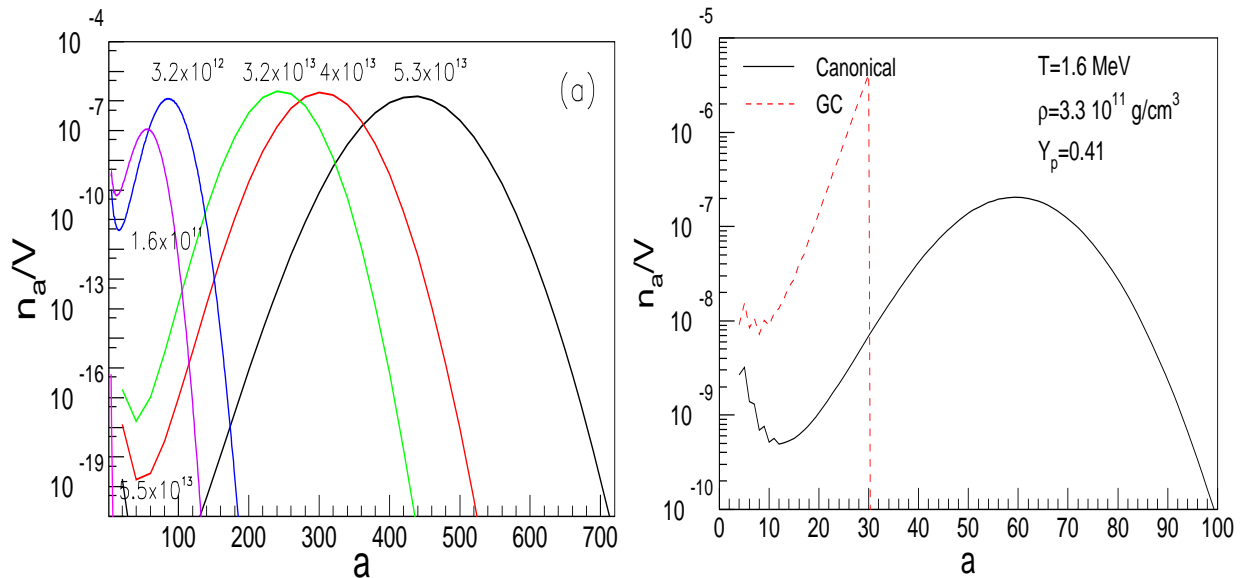 10 -4
10 -7
10 -10
10 -13
10 -16
10 -19
n_a/V
3.2x10^12 3.2x10^13 4x10^13 5.3x10^13
(a)
1.6x10^11
5.5x10^13
100 200 300 400 500 600 700
a
10 -5
10 -6
10 -7
10 -8
10 -9
10 -10
n_a/V
Canonical
GC
T=1.6 MeV
ρ=3.3 10^11 g/cm^3
Y_p=0.41
0 10 20 30 40 50 60 70 80 90 100
a